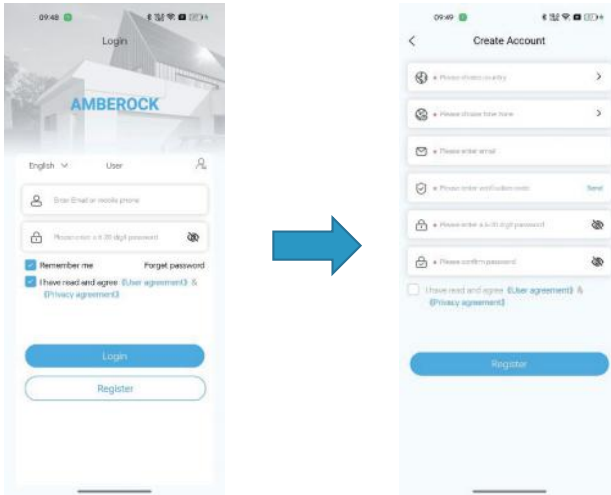 09:48
Login
AMBEROCK
English
User
Enter Email or mobile phone
Please enter a 6-20 digit password
Remember me
Forget password
I have read and agree 《User agreement》 &
《Privacy agreement》
Login
Register
09:49
Create Account
* Please choose country
* Please choose time zone
* Please enter email
* Please enter verification code
Send
* Please enter a 6-20 digit password
* Please confirm password
I have read and agree 《User agreement》 &
《Privacy agreement》
Register